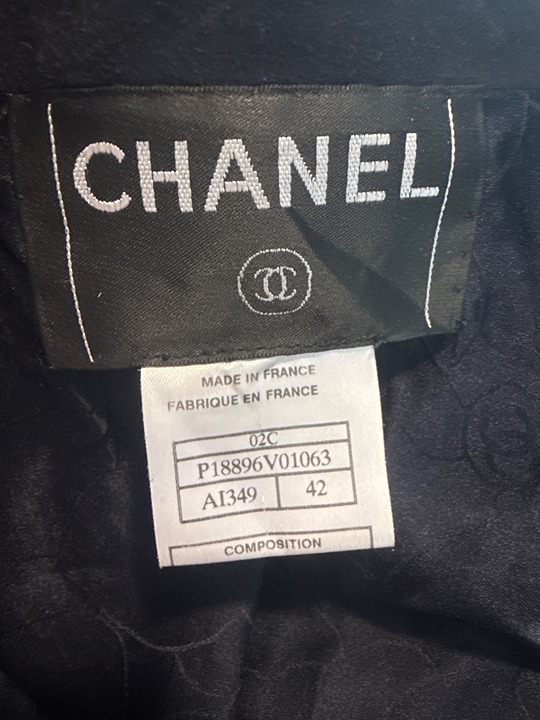 CHANEL
MADE IN FRANCE
FABRIQUE EN FRANCE
02C
P18896V01063
AI349 42
COMPOSITION